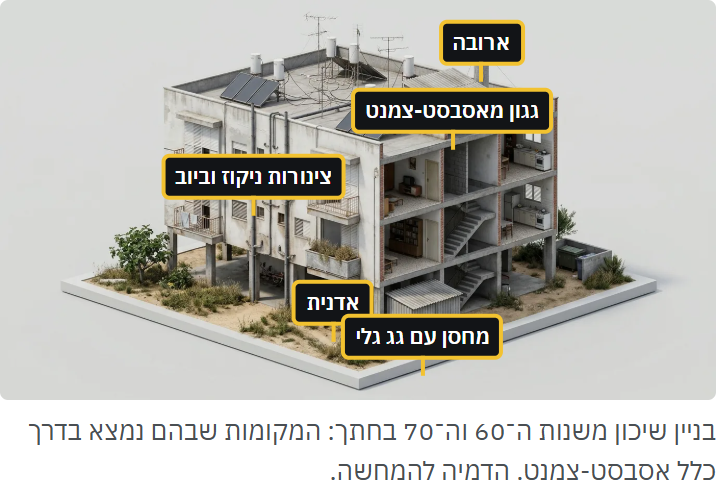 ארובה
גגון מאסבסט-צמנט
צינורות ניקוז וביוב
אדנית
מחסן עם גג גלי
בניין שיכון משנות ה־60 וה־70 בחתך: המקומות שבהם נמצא בדרך
כלל אסבסט-צמנט. הדמיה להמחשה.